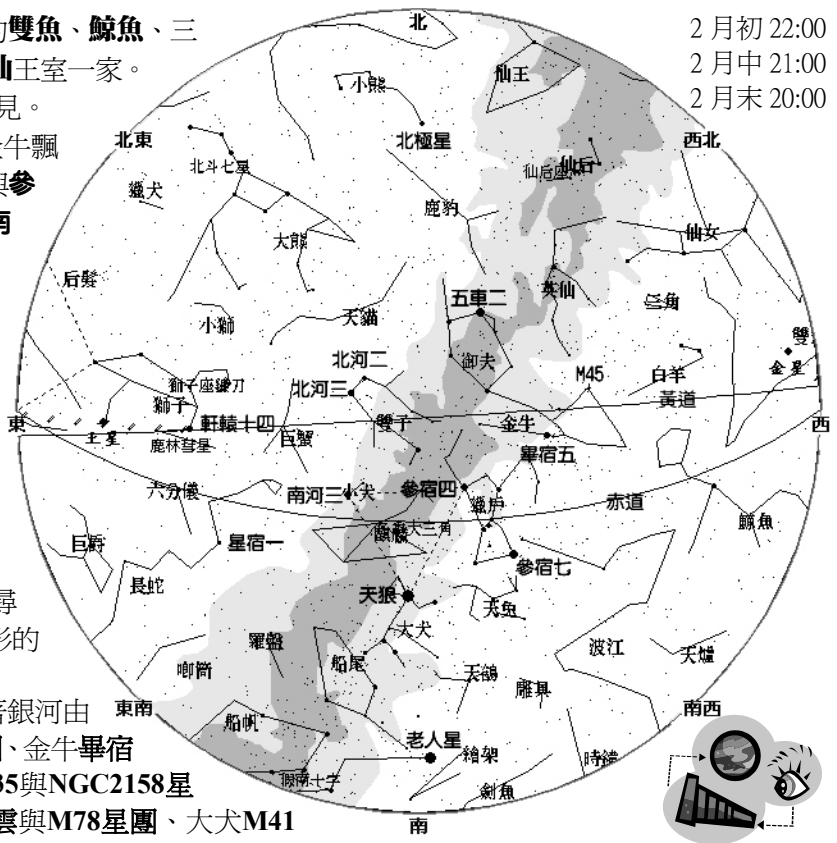 雙魚、鯨魚、三
王室一家。
見。
牛飄
參
南
2 月初 22:00
2 月中 21:00
2 月末 20:00
北
仙王
小熊
北東
北極星
西北
北斗七星
仙后
仙后座
獵犬
鹿豹
大熊
仙女
后髮
五車二
英仙
三角
小獅
天貓
雙
北河二
御夫
金星
獅子座鐮刀
北河三
M45
白羊
獅子
黃道
東
土星
軒轅十四
雙子
金牛
西
鹿林彗星
巨蟹
畢宿五
六分儀
南河三
小犬
參宿四
獵戶
赤道
大三角
鯨魚
巨爵
星宿一
參宿七
長蛇
天狼
天兔
尋
大犬
彩的
羅盤
波江
天爐
唧筒
船尾
天鴿
雕具
銀河由
東南
南西
船帆
老人星
、金牛畢宿
繪架
時鐘
35與NGC2158星
假南十字
劍魚
雲與M78星團、大犬M41
南